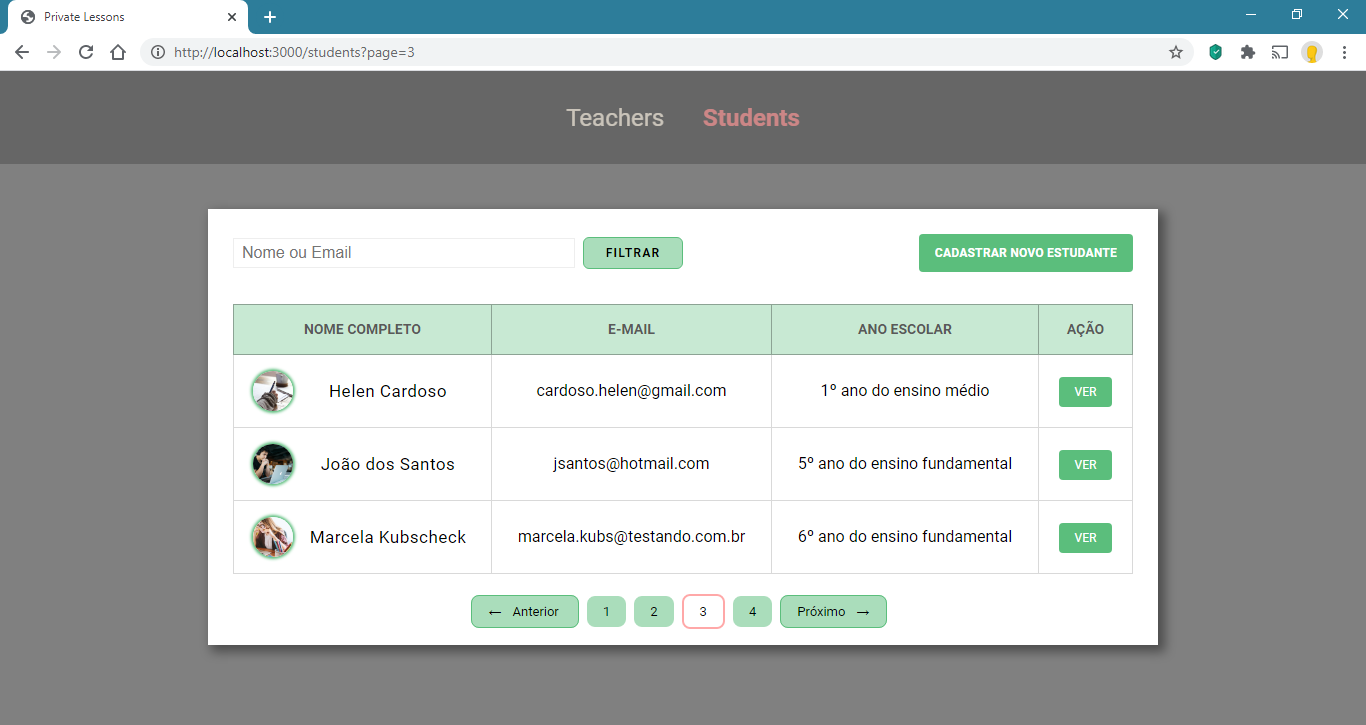 Private Lessons
http://localhost:3000/students?page=3
Teachers Students
Nome ou Email FILTRAR CADASTRAR NOVO ESTUDANTE
NOME COMPLETO E-MAIL ANO ESCOLAR AÇÃO
Helen Cardoso cardoso.helen@gmail.com 1º ano do ensino médio VER
João dos Santos jsantos@hotmail.com 5º ano do ensino fundamental VER
Marcela Kubscheck marcela.kubs@testando.com.br 6º ano do ensino fundamental VER
← Anterior 1 2 3 4 Próximo →